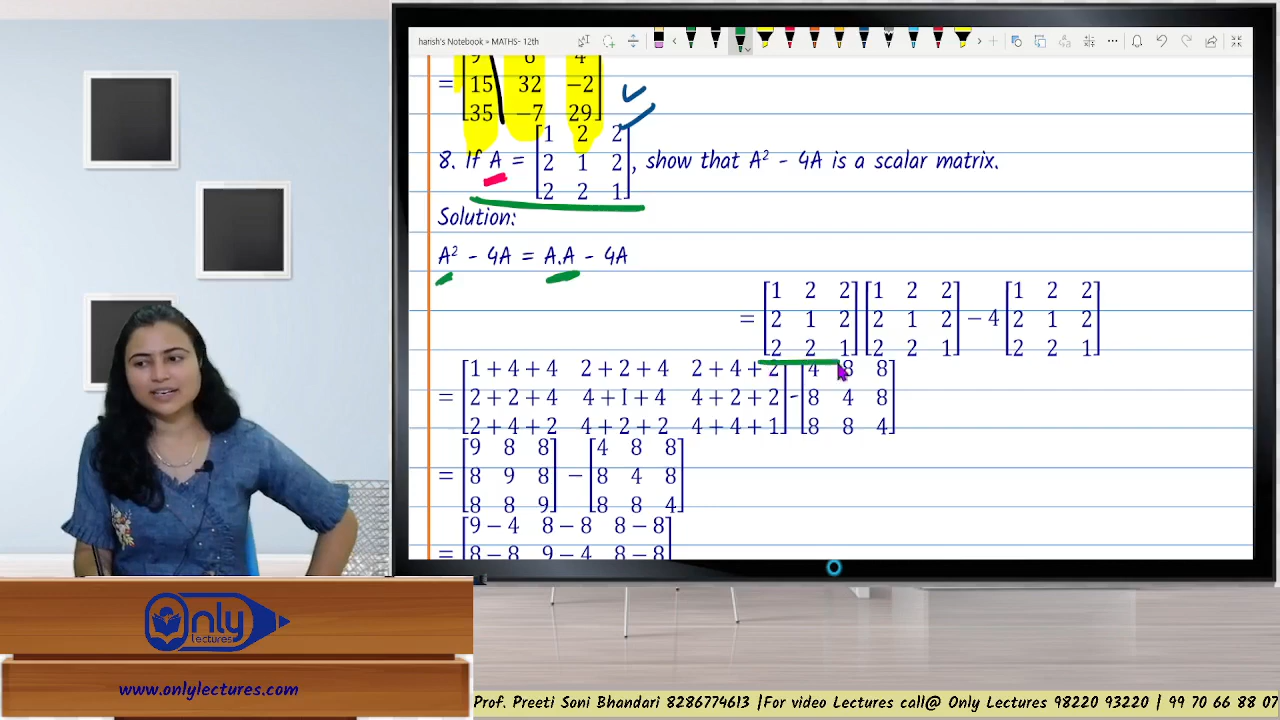 harish's Notebook » MATHS- 12th
9 6 4
= 15 32 −2
35 −7 29
1 2 2
8. If A = 2 1 2 , show that A² - 4A is a scalar matrix.
2 2 1
Solution:
A² - 4A = A.A - 4A
1 2 2 1 2 2 1 2 2
= 2 1 2 2 1 2 − 4 2 1 2
2 2 1 2 2 1 2 2 1
1 + 4 + 4 2 + 2 + 4 2 + 4 + 2 4 8 8
= 2 + 2 + 4 4 + I + 4 4 + 2 + 2 - 8 4 8
2 + 4 + 2 4 + 2 + 2 4 + 4 + 1 8 8 4
9 8 8 4 8 8
= 8 9 8 − 8 4 8
8 8 9 8 8 4
9 − 4 8 − 8 8 − 8
= 8 − 8 9 − 4 8 − 8
Only
lectures
www.onlylectures.com
Prof. Preeti Soni Bhandari 8286774613 |For video Lectures call@ Only Lectures 98220 93220 | 99 70 66 88 07